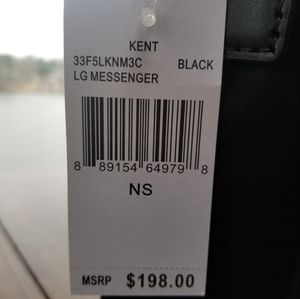 KENT
33F5LKNM3C BLACK
LG MESSENGER
8 89154 64979 8
NS
MSRP $198.00